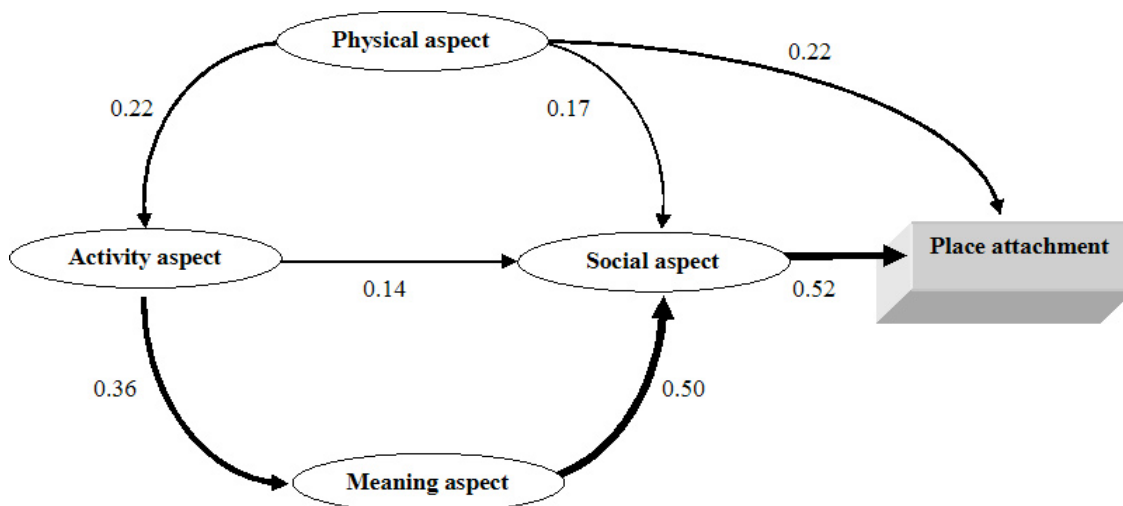 Physical aspect
0.22
0.22
0.17
Activity aspect
Social aspect
Place attachment
0.14
0.52
0.36
0.50
Meaning aspect